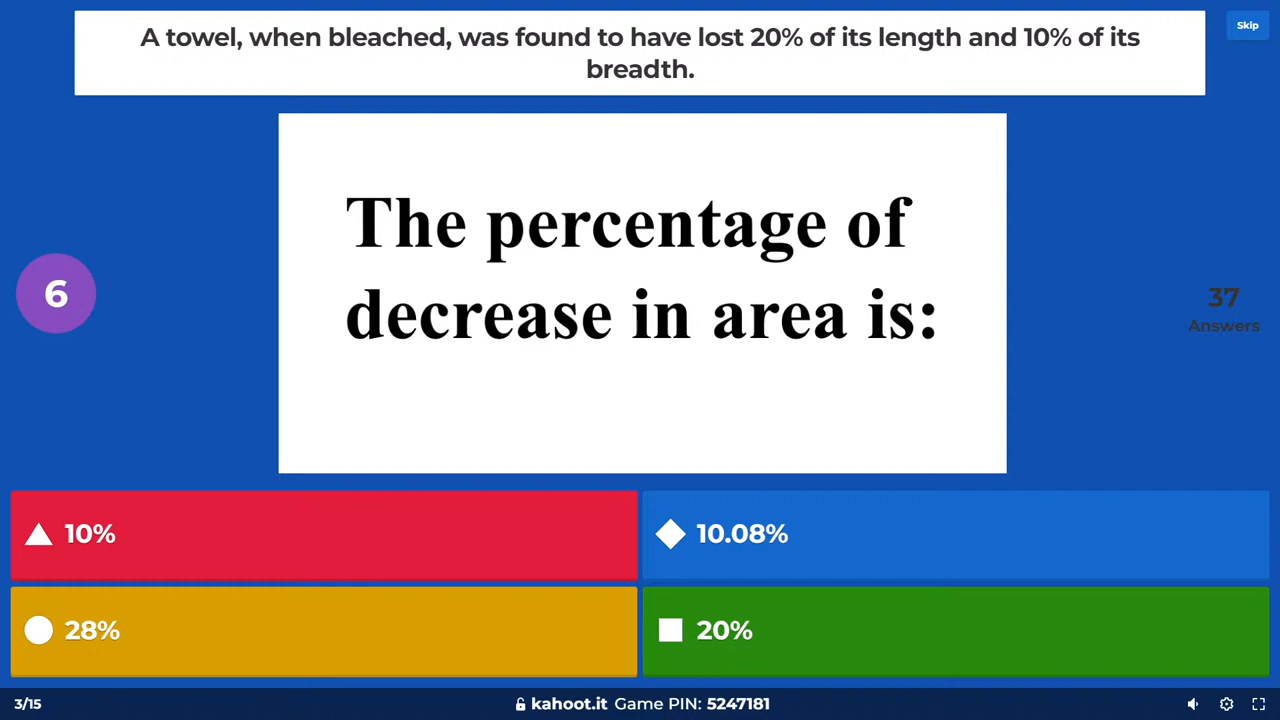 A towel, when bleached, was found to have lost 20% of its length and 10% of its
breadth.
Skip
The percentage of
decrease in area is:
6
37
Answers
10%
10.08%
28%
20%
3/15
kahoot.it Game PIN: 5247181